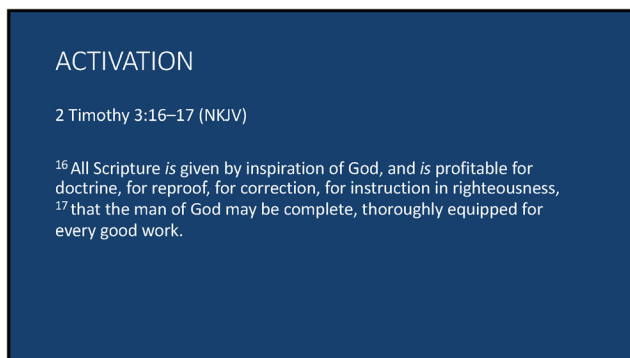 ACTIVATION
2 Timothy 3:16–17 (NKJV)
16 All Scripture is given by inspiration of God, and is profitable for
doctrine, for reproof, for correction, for instruction in righteousness,
17 that the man of God may be complete, thoroughly equipped for
every good work.